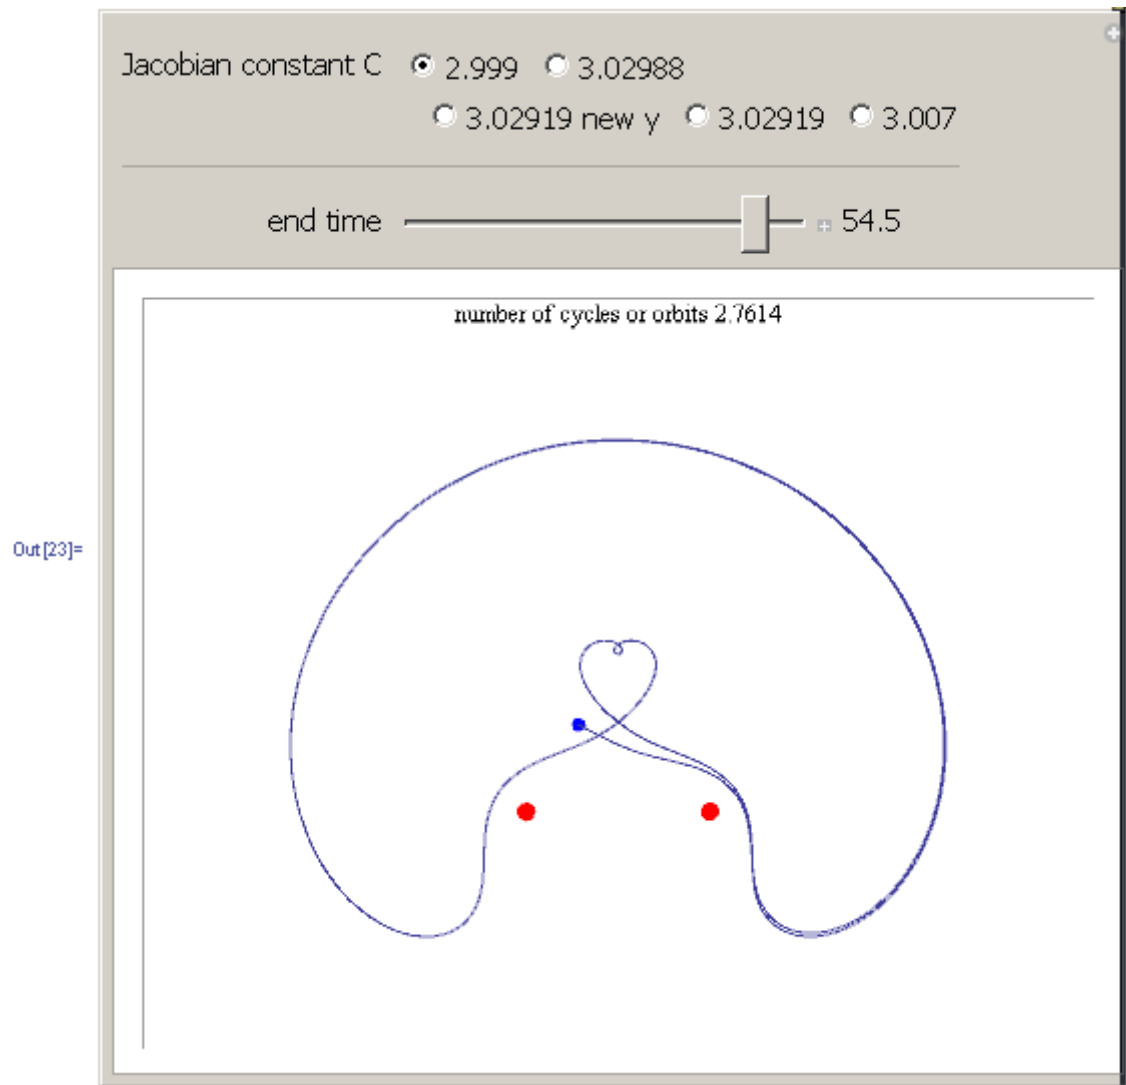 Jacobian constant C 2.999 3.02988
3.02919 new y 3.02919 3.007
end time 54.5
number of cycles or orbits 2.7614
Out[23]=